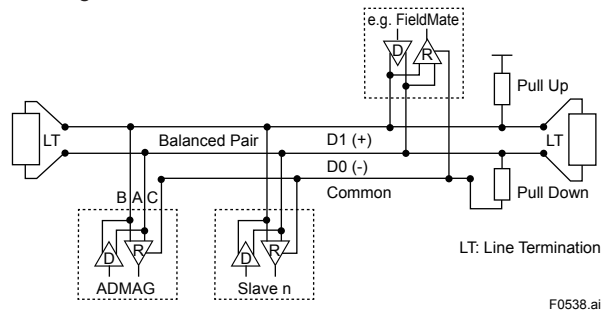 e.g. FieldMate
D
R
Pull Up
LT
Balanced Pair
D1 (+)
LT
D0 (-)
B A C
Common
Pull Down
D
R
D
R
LT: Line Termination
ADMAG
Slave n
F0538.ai